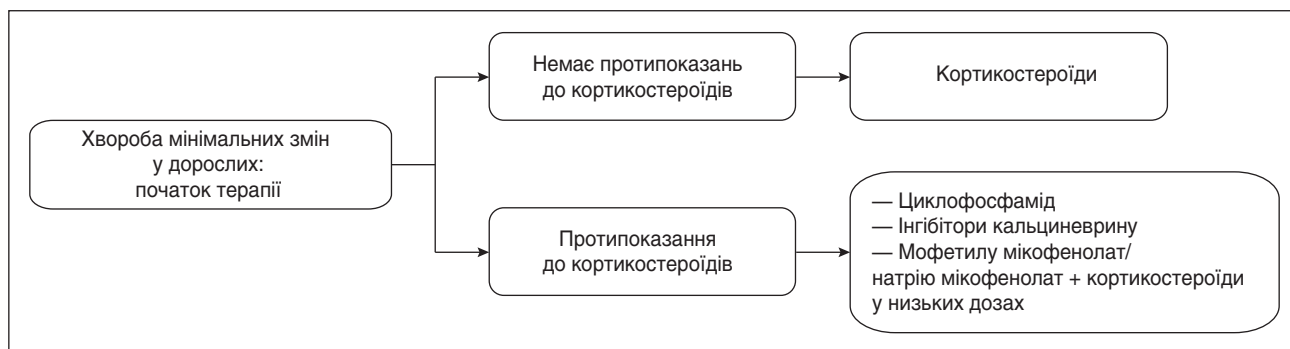 Хвороба мінімальних змін
у дорослих:
початок терапії
Немає протипоказань
до кортикостероїдів
Кортикостероїди
Протипоказання
до кортикостероїдів
— Циклофосфамід
— Інгібітори кальциневрину
— Мофетилу мікофенолат/
натрію мікофенолат + кортикостероїди
у низьких дозах